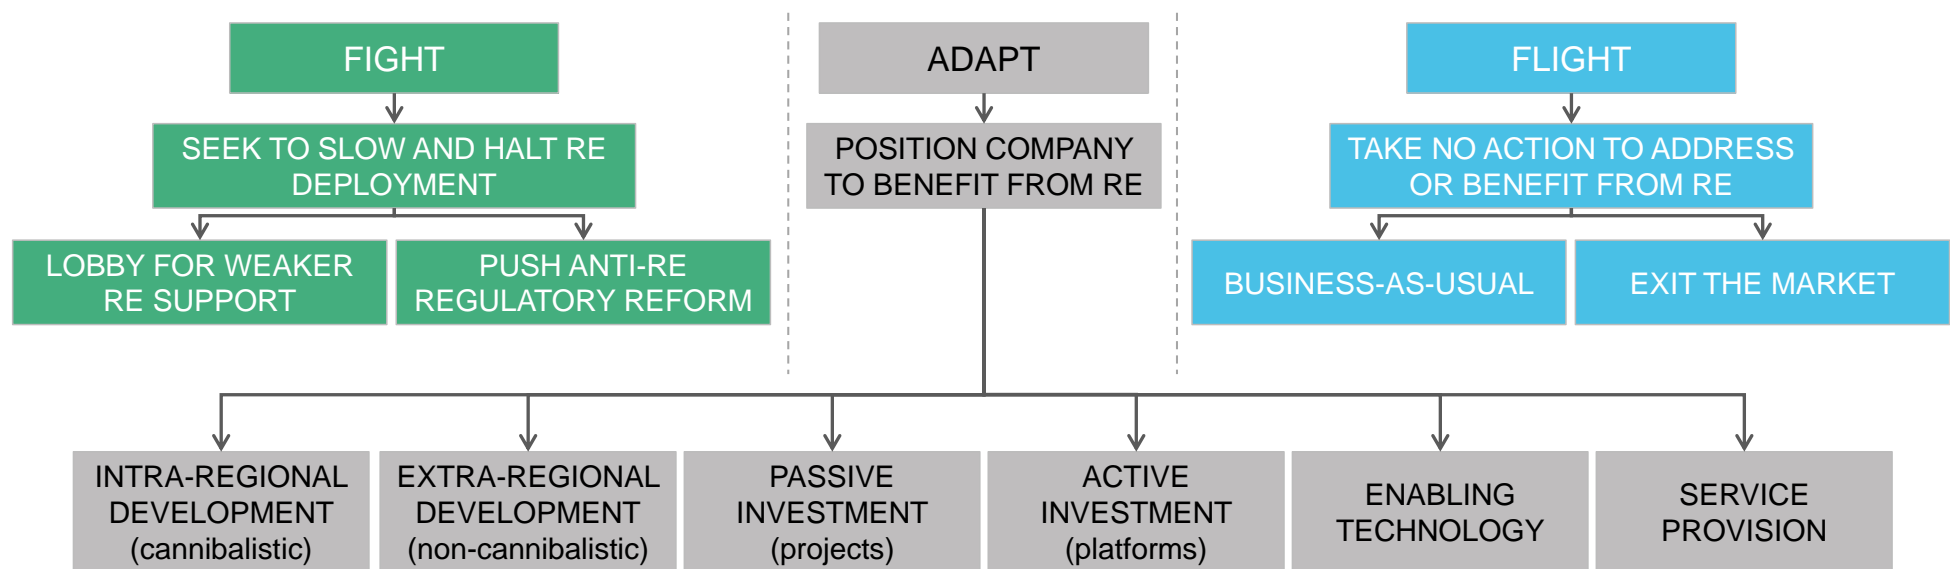 FIGHT
ADAPT
FLIGHT
SEEK TO SLOW AND HALT RE
DEPLOYMENT
POSITION COMPANY
TO BENEFIT FROM RE
TAKE NO ACTION TO ADDRESS
OR BENEFIT FROM RE
LOBBY FOR WEAKER
RE SUPPORT
PUSH ANTI-RE
REGULATORY REFORM
BUSINESS-AS-USUAL
EXIT THE MARKET
INTRA-REGIONAL
DEVELOPMENT
(cannibalistic)
EXTRA-REGIONAL
DEVELOPMENT
(non-cannibalistic)
PASSIVE
INVESTMENT
(projects)
ACTIVE
INVESTMENT
(platforms)
ENABLING
TECHNOLOGY
SERVICE
PROVISION